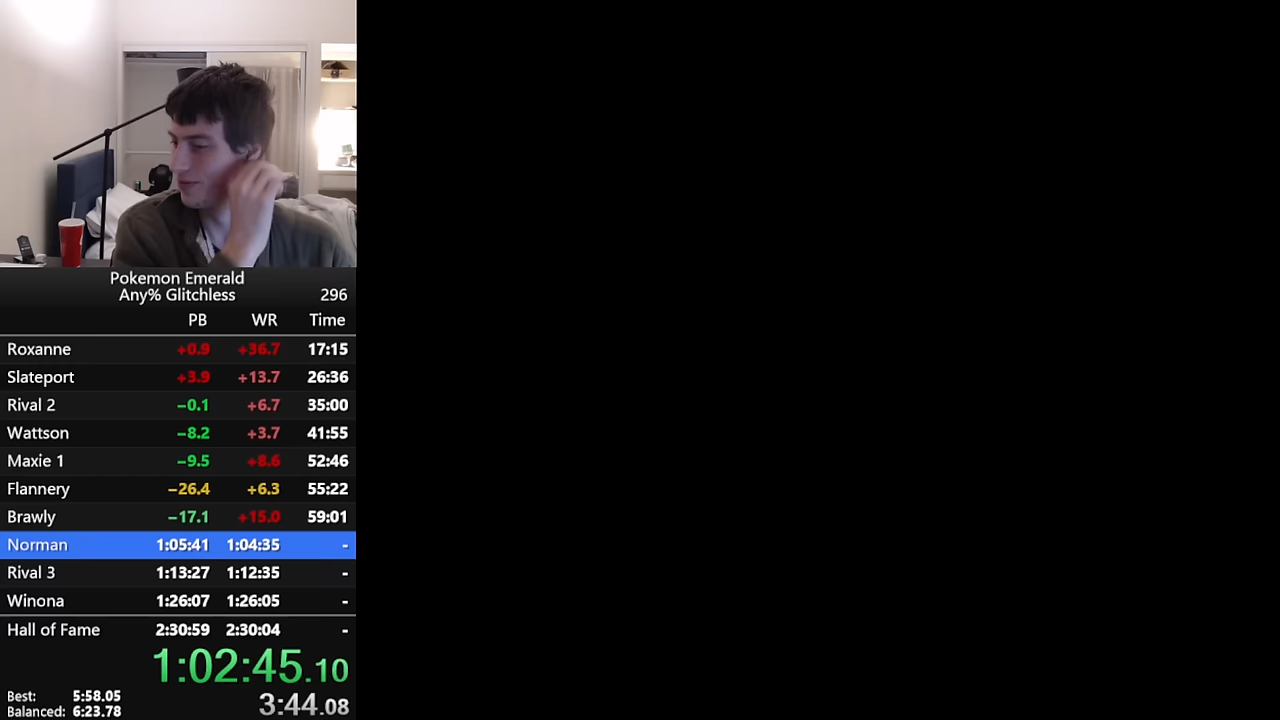 Pokemon Emerald
Any% Glitchless 296
PB WR Time
Roxanne +0.9 +36.7 17:15
Slateport +3.9 +13.7 26:36
Rival 2 −0.1 +6.7 35:00
Wattson −8.2 +3.7 41:55
Maxie 1 −9.5 +8.6 52:46
Flannery −26.4 +6.3 55:22
Brawly −17.1 +15.0 59:01
Norman 1:05:41 1:04:35 -
Rival 3 1:13:27 1:12:35 -
Winona 1:26:07 1:26:05 -
Hall of Fame 2:30:59 2:30:04 -
1:02:45.10
Best: 5:58.05
Balanced: 6:23.78
3:44.08